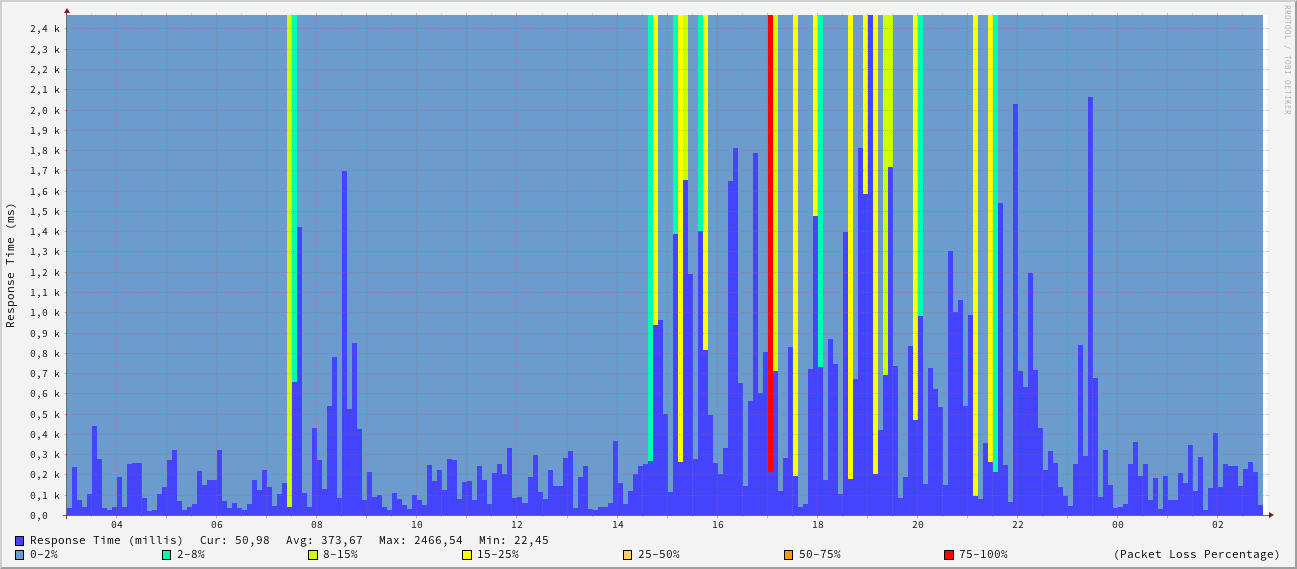 RRDTOOL / TOBI OETIKER
Response Time (ms)
2,4 k
2,3 k
2,2 k
2,1 k
2,0 k
1,9 k
1,8 k
1,7 k
1,6 k
1,5 k
1,4 k
1,3 k
1,2 k
1,1 k
1,0 k
0,9 k
0,8 k
0,7 k
0,6 k
0,5 k
0,4 k
0,3 k
0,2 k
0,1 k
0,0
04 06 08 10 12 14 16 18 20 22 00 02
Response Time (millis) Cur: 50,98 Avg: 373,67 Max: 2466,54 Min: 22,45
0-2% 2-8% 8-15% 15-25% 25-50% 50-75% 75-100% (Packet Loss Percentage)